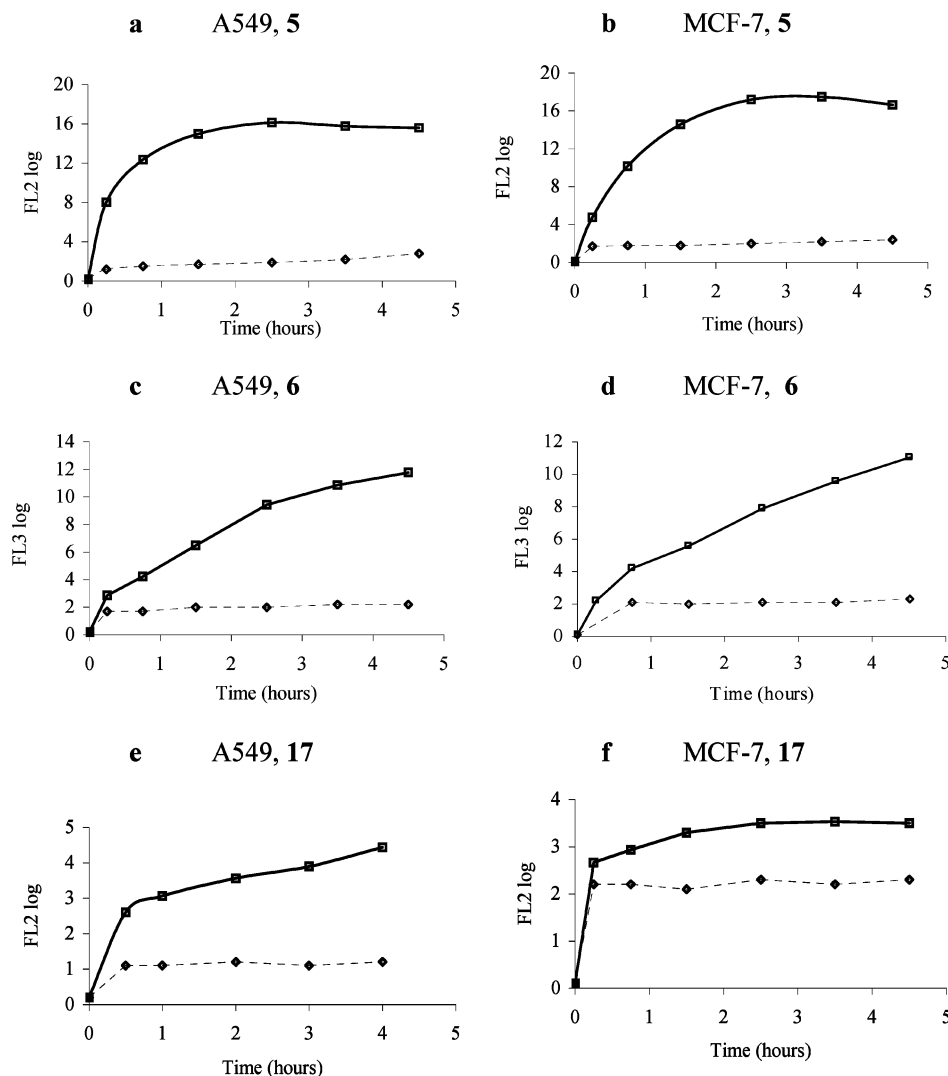 a A549, 5
20
16
12
8
4
0
FL2 log
0 1 2 3 4 5
Time (hours)
b MCF-7, 5
20
16
12
8
4
0
FL2 log
0 1 2 3 4 5
Time (hours)
c A549, 6
14
12
10
8
6
4
2
0
FL3 log
0 1 2 3 4 5
Time (hours)
d MCF-7, 6
12
10
8
6
4
2
0
FL3 log
0 1 2 3 4 5
Time (hours)
e A549, 17
5
4
3
2
1
0
FL2 log
0 1 2 3 4 5
Time (hours)
f MCF-7, 17
4
3
2
1
0
FL2 log
0 1 2 3 4 5
Time (hours)